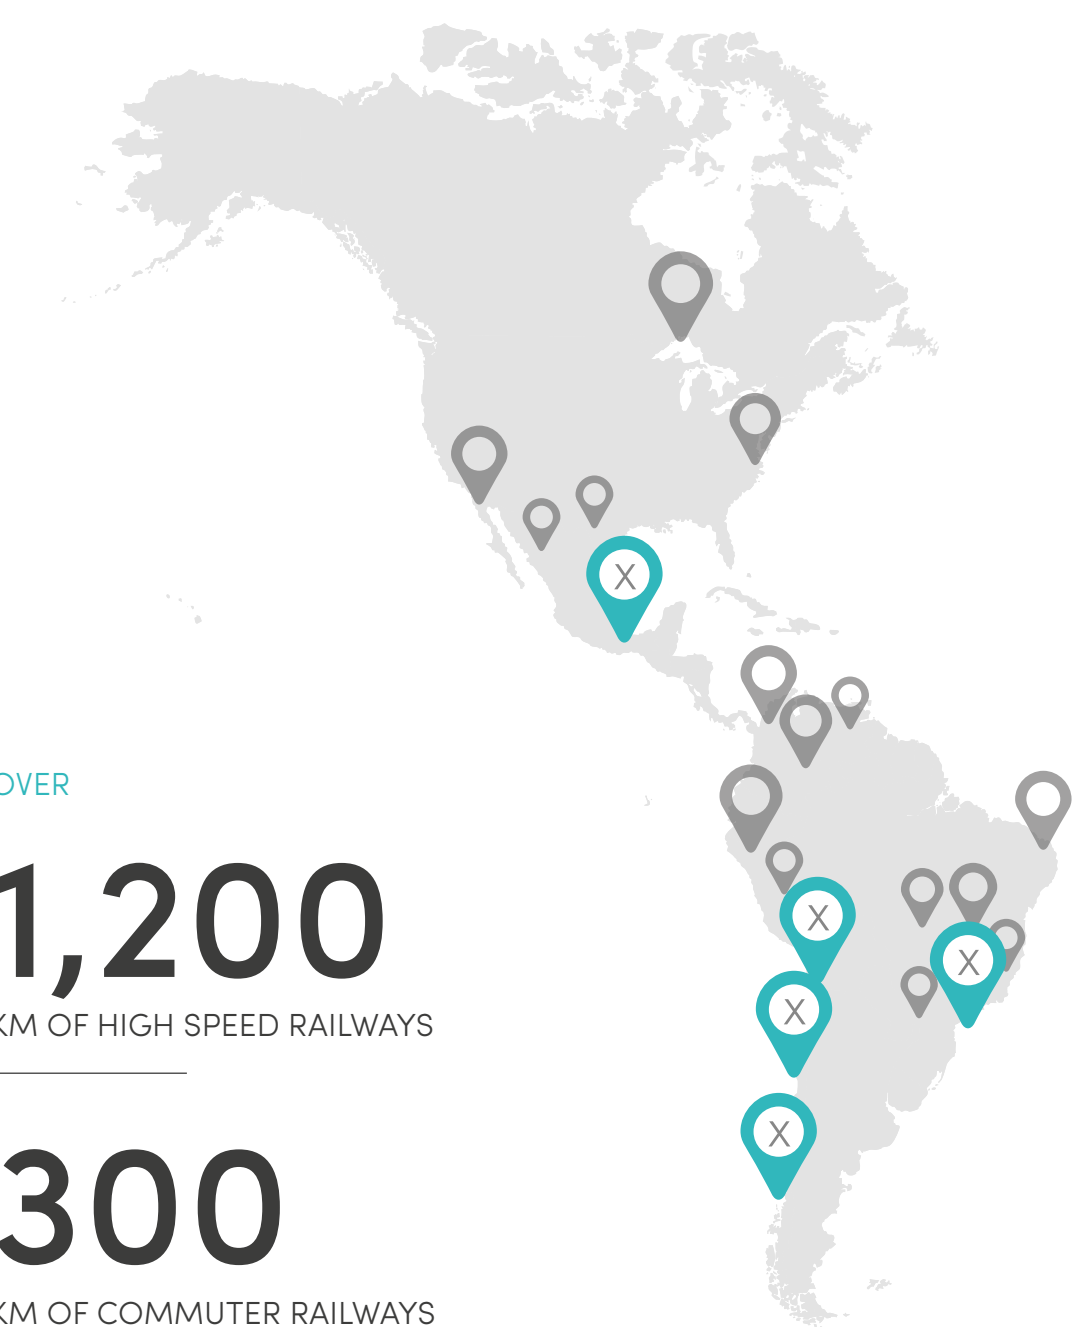 OVER
1,200
KM OF HIGH SPEED RAILWAYS
300
KM OF COMMUTER RAILWAYS
X
X
X
X
X